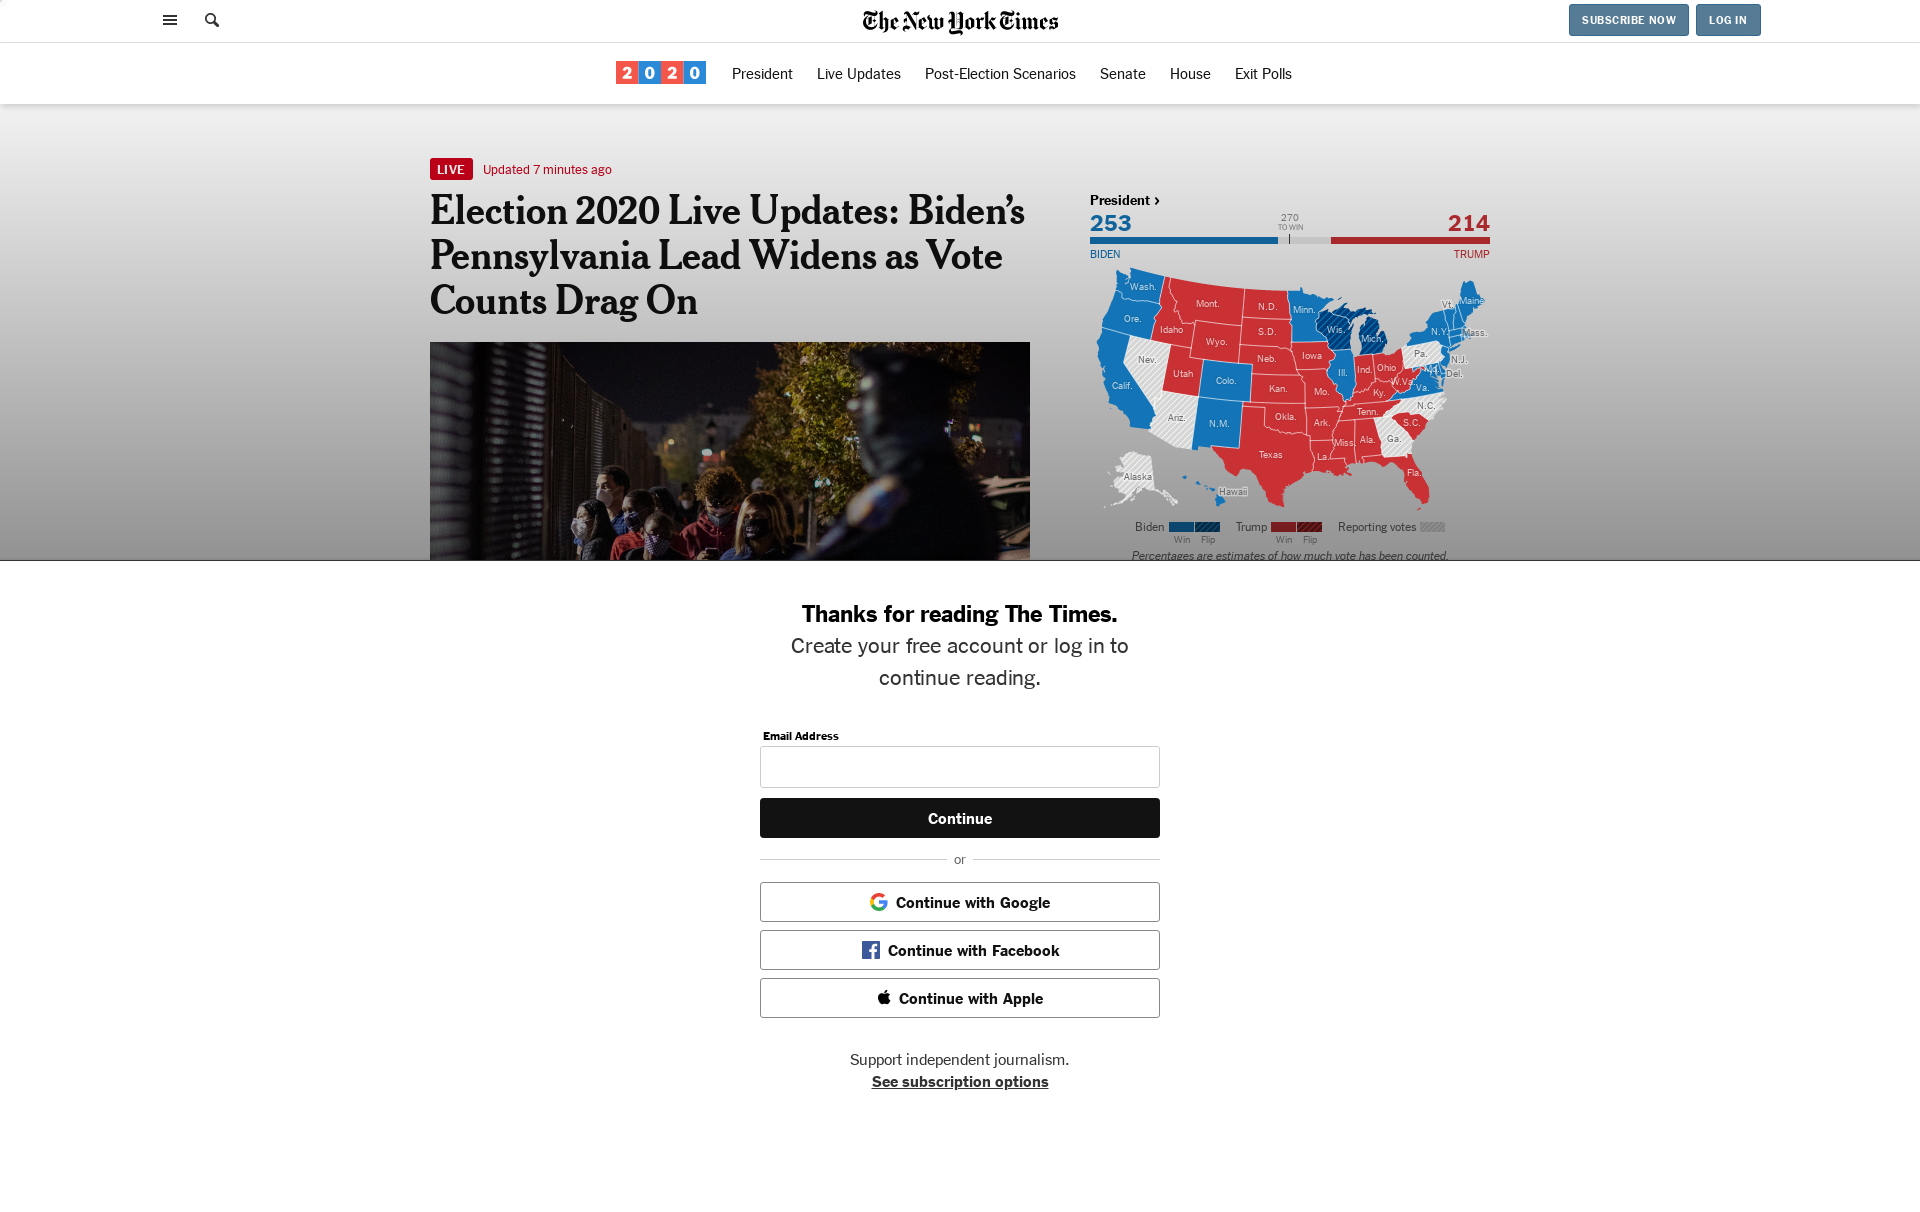 The New York Times
SUBSCRIBE NOW
LOG IN
2020
President
Live Updates
Post-Election Scenarios
Senate
House
Exit Polls
LIVE
Updated 7 minutes ago
Election 2020 Live Updates: Biden’s
Pennsylvania Lead Widens as Vote
Counts Drag On
President ›
253
270
TO WIN
214
BIDEN
TRUMP
Wash.
Mont.
N.D.
Minn.
Vt.
Maine
Ore.
Idaho
S.D.
Wis.
Mich.
N.Y.
Mass.
Wyo.
Nev.
Neb.
Iowa
Pa.
N.J.
Utah
Colo.
Ill.
Ind.
Ohio
Md.
Del.
Calif.
Kan.
Mo.
Ky.
W.Va.
Va.
Ariz.
N.M.
Okla.
Ark.
Tenn.
N.C.
S.C.
Texas
La.
Miss.
Ala.
Ga.
Alaska
Hawaii
Fla.
Biden
Trump
Reporting votes
Win
Flip
Win
Flip
Percentages are estimates of how much vote has been counted.
Thanks for reading The Times.
Create your free account or log in to
continue reading.
Email Address
Continue
or
Continue with Google
Continue with Facebook
Continue with Apple
Support independent journalism.
See subscription options